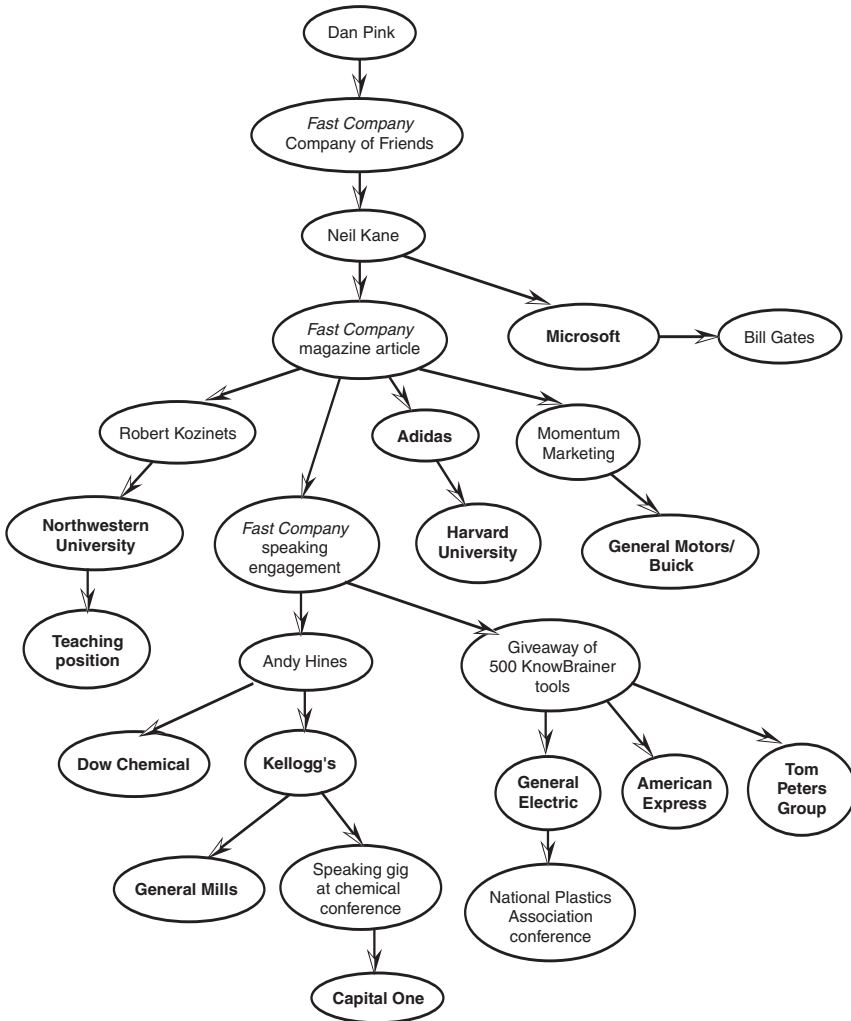 Dan Pink
Fast Company
Company of Friends
Neil Kane
Fast Company
magazine article
Microsoft
Bill Gates
Robert Kozinets
Adidas
Momentum
Marketing
Northwestern
University
Fast Company
speaking
engagement
Harvard
University
General Motors/
Buick
Teaching
position
Andy Hines
Giveaway of
500 KnowBrainer
tools
Dow Chemical
Kellogg's
General
Electric
American
Express
Tom
Peters
Group
General Mills
Speaking gig
at chemical
conference
National Plastics
Association
conference
Capital One